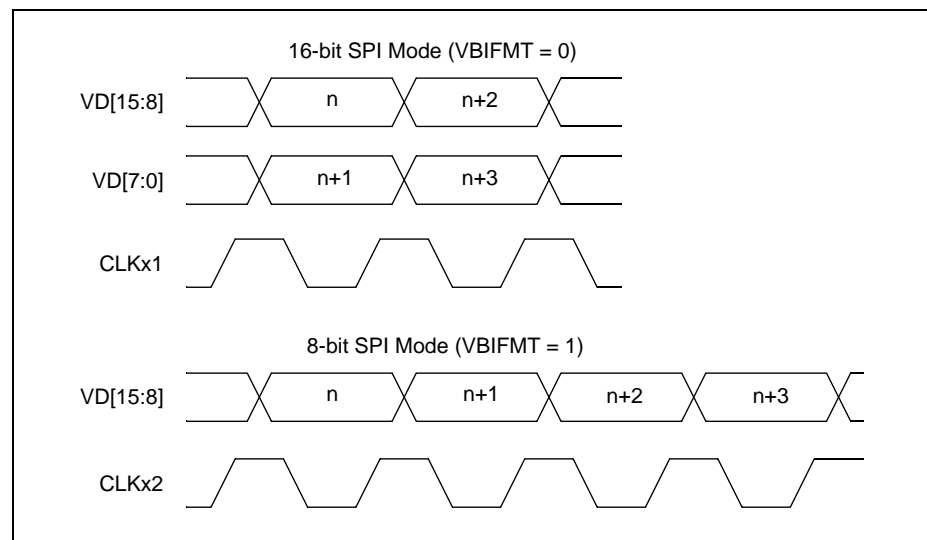 16-bit SPI Mode (VBIFMT = 0)
VD[15:8]
n
n+2
VD[7:0]
n+1
n+3
CLKx1
8-bit SPI Mode (VBIFMT = 1)
VD[15:8]
n
n+1
n+2
n+3
CLKx2